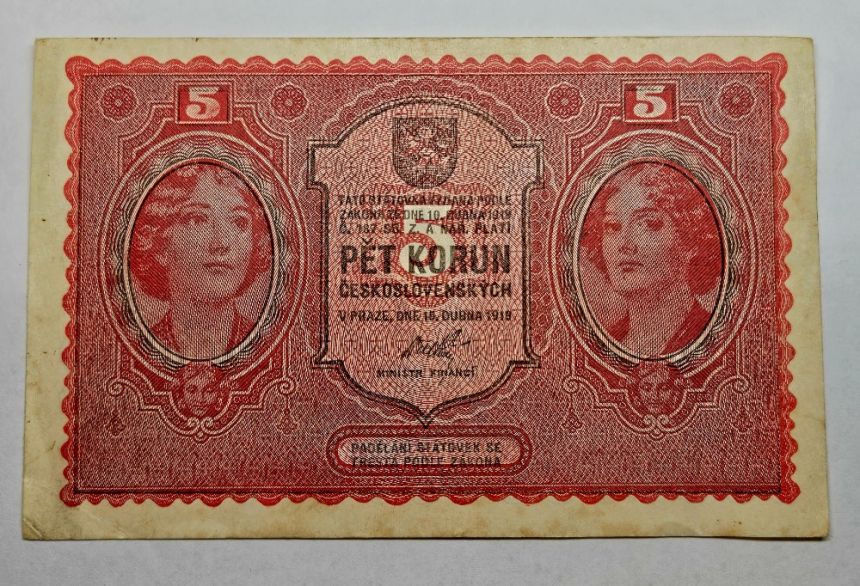 5 5
TATO STÁTOVKA VYDANÁ PODLE
ZÁKONA ZE DNE 10. DUBNA 1919
Č. 187 SB. Z. A NAŘ. PLATÍ
5
PĚT KORUN
ČESKOSLOVENSKÝCH
V PRAZE, DNE 15. DUBNA 1919
MINISTR FINANCÍ
PADĚLÁNÍ STÁTOVEK SE
TRESTÁ PODLE ZÁKONA